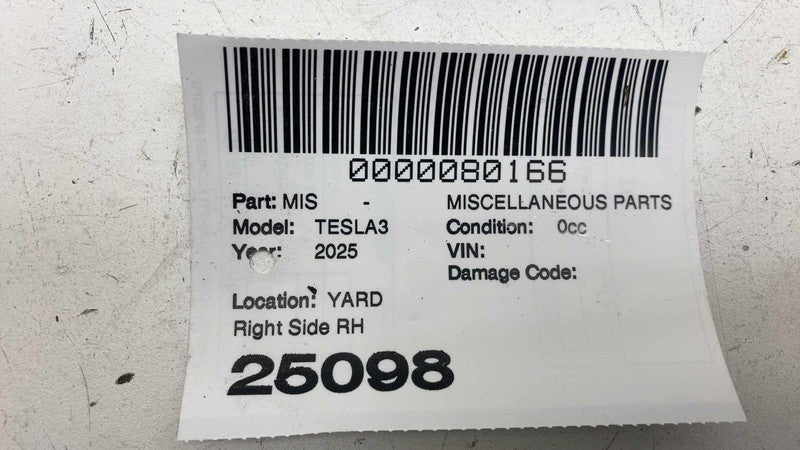 0000080166
Part: MIS - MISCELLANEOUS PARTS
Model: TESLA3 Condition: 0cc
Year: 2025 VIN:
Damage Code:
Location: YARD
Right Side RH
25098